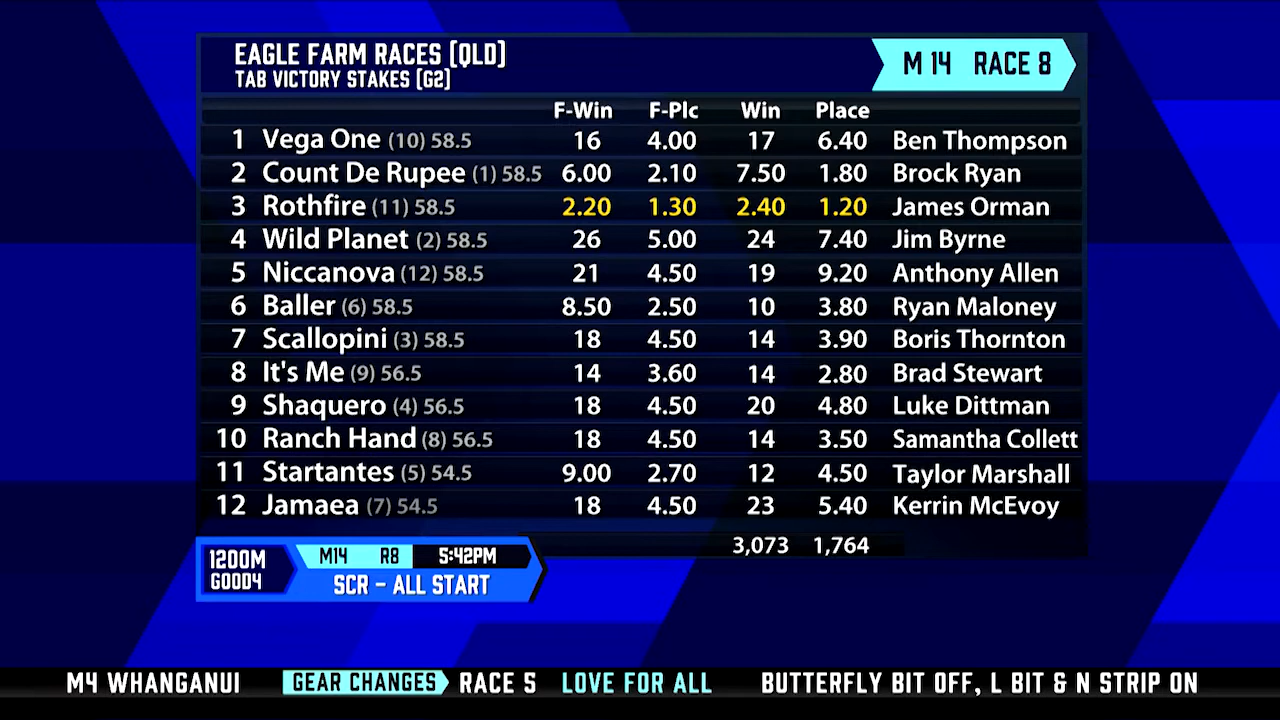 EAGLE FARM RACES (QLD)
TAB VICTORY STAKES (G2)
M 14 RACE 8
F-Win F-Plc Win Place
1 Vega One (10) 58.5 16 4.00 17 6.40 Ben Thompson
2 Count De Rupee (1) 58.5 6.00 2.10 7.50 1.80 Brock Ryan
3 Rothfire (11) 58.5 2.20 1.30 2.40 1.20 James Orman
4 Wild Planet (2) 58.5 26 5.00 24 7.40 Jim Byrne
5 Niccanova (12) 58.5 21 4.50 19 9.20 Anthony Allen
6 Baller (6) 58.5 8.50 2.50 10 3.80 Ryan Maloney
7 Scallopini (3) 58.5 18 4.50 14 3.90 Boris Thornton
8 It's Me (9) 56.5 14 3.60 14 2.80 Brad Stewart
9 Shaquero (4) 56.5 18 4.50 20 4.80 Luke Dittman
10 Ranch Hand (8) 56.5 18 4.50 14 3.50 Samantha Collett
11 Startantes (5) 54.5 9.00 2.70 12 4.50 Taylor Marshall
12 Jamaea (7) 54.5 18 4.50 23 5.40 Kerrin McEvoy
3,073 1,764
1200M
GOOD4
M14 R8 5:42PM
SCR - ALL START
M4 WHANGANUI GEAR CHANGES RACE 5 LOVE FOR ALL BUTTERFLY BIT OFF, L BIT & N STRIP ON